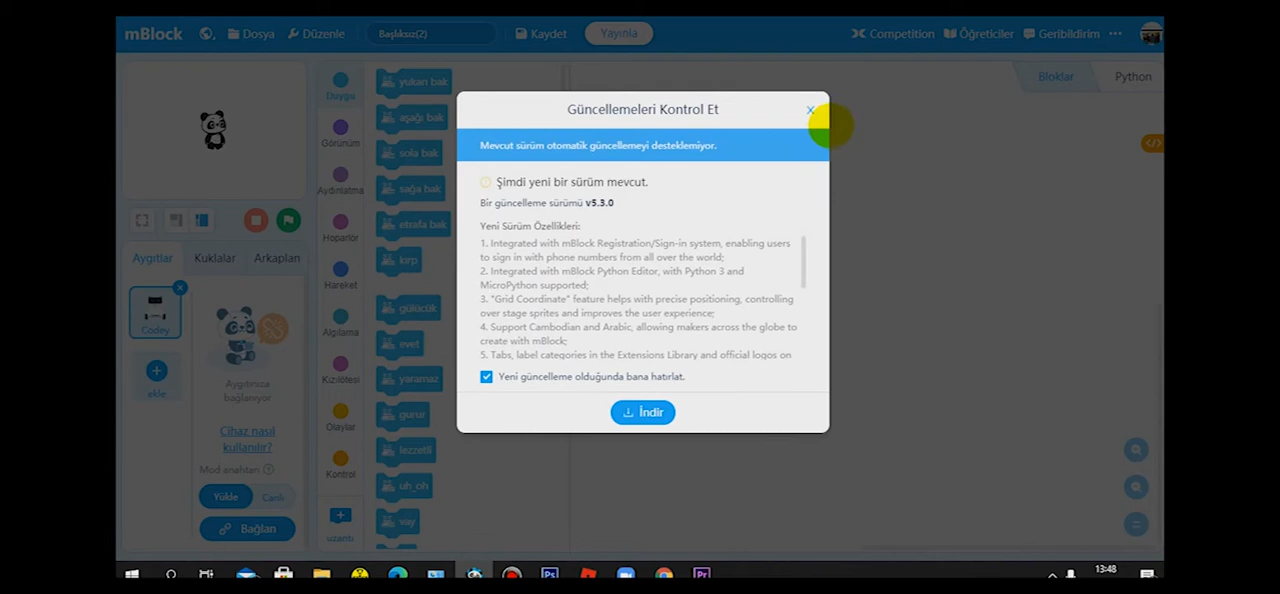 mBlock
Dosya
Düzenle
Başlıksız(2)
Kaydet
Yayınla
Competition
Öğreticiler
Geribildirim
Duygu
Görünüm
Aydınlatma
Hoparlör
Hareket
Algılama
Kızılötesi
Olaylar
Kontrol
uzantı
yukarı bak
aşağı bak
sola bak
sağa bak
etrafa bak
kırp
gülücük
evet
yaramaz
gurur
lezzetli
uh_oh
vay
Bloklar
Python
Aygıtlar
Kuklalar
Arkaplan
Codey
ekle
Aygıtınıza
bağlanıyor
Cihaz nasıl
kullanılır?
Mod anahtarı
Yükle
Canlı
Bağlan
Güncellemeleri Kontrol Et
Mevcut sürüm otomatik güncellemeyi desteklemiyor.
Şimdi yeni bir sürüm mevcut.
Bir güncelleme sürümü v5.3.0
Yeni Sürüm Özellikleri:
1. Integrated with mBlock Registration/Sign-in system, enabling users
to sign in with phone numbers from all over the world;
2. Integrated with mBlock Python Editor, with Python 3 and
MicroPython supported;
3. "Grid Coordinate" feature helps with precise positioning, controlling
over stage sprites and improves the user experience;
4. Support Cambodian and Arabic, allowing makers across the globe to
create with mBlock;
5. Tabs, label categories in the Extensions Library and official logos on
Yeni güncelleme olduğunda bana hatırlat.
İndir
Ps
Pr
13:48